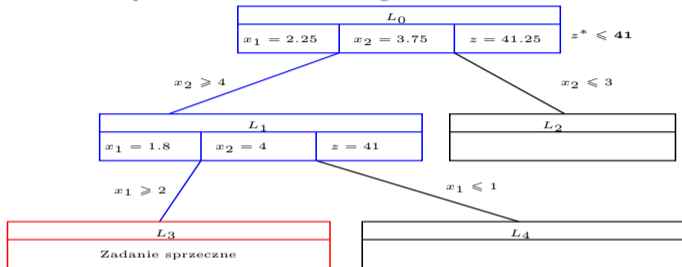 L₀
x₁ = 2.25 x₂ = 3.75 z = 41.25 z* ⩽ 41
x₂ ⩾ 4 x₂ ⩽ 3
L₁ L₂
x₁ = 1.8 x₂ = 4 z = 41
x₁ ⩾ 2 x₁ ⩽ 1
L₃ L₄
Zadanie sprzeczne